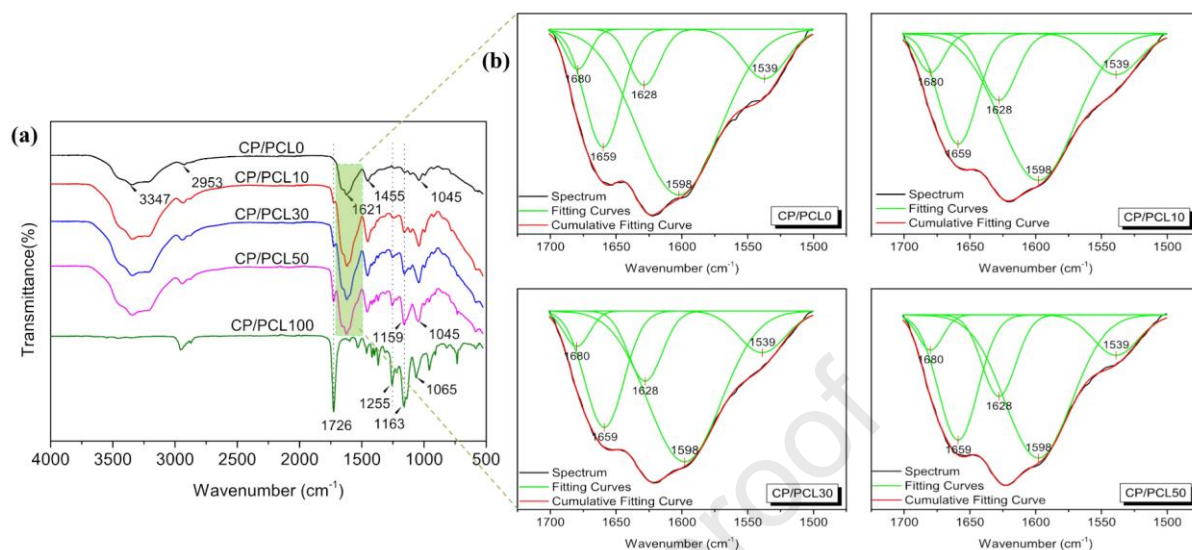 (a)
CP/PCL0
3347
2953
1621
1455
1045
CP/PCL10
CP/PCL30
CP/PCL50
1159
1045
CP/PCL100
1726
1255
1163
1065
Transmittance(%)
4000 3500 3000 2500 2000 1500 1000 500
Wavenumber (cm⁻¹)
(b)
1680
1659
1628
1598
1539
Spectrum
Fitting Curves
Cumulative Fitting Curve
CP/PCL0
1700 1650 1600 1550 1500
Wavenumber (cm⁻¹)
1680
1659
1628
1598
1539
Spectrum
Fitting Curves
Cumulative Fitting Curve
CP/PCL10
1700 1650 1600 1550 1500
Wavenumber (cm⁻¹)
1680
1659
1628
1598
1539
Spectrum
Fitting Curves
Cumulative Fitting Curve
CP/PCL30
1700 1650 1600 1550 1500
Wavenumber (cm⁻¹)
1680
1659
1628
1598
1539
Spectrum
Fitting Curves
Cumulative Fitting Curve
CP/PCL50
1700 1650 1600 1550 1500
Wavenumber (cm⁻¹)
roof